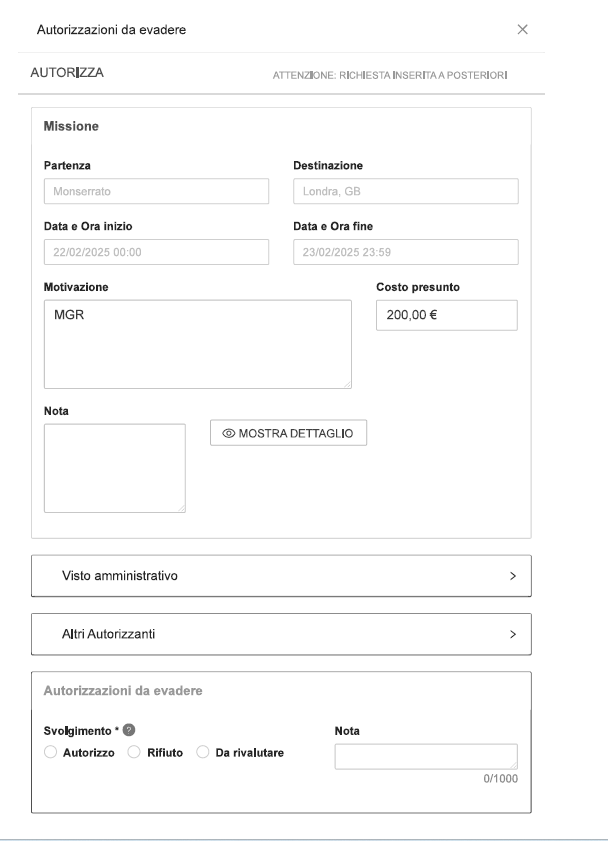 Autorizzazioni da evadere
AUTORIZZA
ATTENZIONE: RICHIESTA INSERITA A POSTERIORI
Missione
Partenza
Destinazione
Monserrato
Londra, GB
Data e Ora inizio
Data e Ora fine
22/02/2025 00:00
23/02/2025 23:59
Motivazione
Costo presunto
MGR
200,00 €
Nota
MOSTRA DETTAGLIO
Visto amministrativo
Altri Autorizzanti
Autorizzazioni da evadere
Svolgimento * ?
Nota
Autorizzo Rifiuto Da rivalutare
0/1000